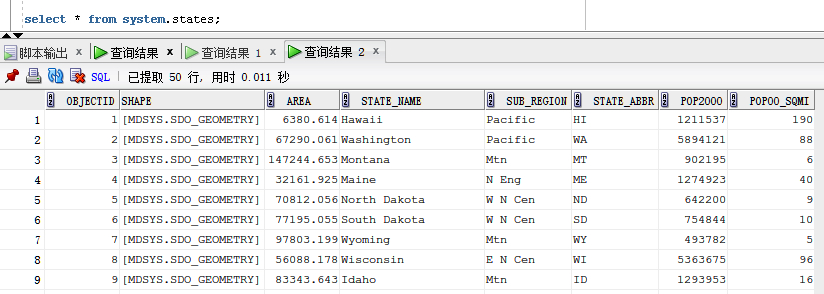 select * from system.states;
脚本输出 × 查询结果 × 查询结果 1 × 查询结果 2 ×
SQL | 已提取 50 行, 用时 0.011 秒
OBJECTID SHAPE AREA STATE_NAME SUB_REGION STATE_ABBR POP2000 POP00_SQMI
1 1 [MDSYS.SDO_GEOMETRY] 6380.614 Hawaii Pacific HI 1211537 190
2 2 [MDSYS.SDO_GEOMETRY] 67290.061 Washington Pacific WA 5894121 88
3 3 [MDSYS.SDO_GEOMETRY] 147244.653 Montana Mtn MT 902195 6
4 4 [MDSYS.SDO_GEOMETRY] 32161.925 Maine N Eng ME 1274923 40
5 5 [MDSYS.SDO_GEOMETRY] 70812.056 North Dakota W N Cen ND 642200 9
6 6 [MDSYS.SDO_GEOMETRY] 77195.055 South Dakota W N Cen SD 754844 10
7 7 [MDSYS.SDO_GEOMETRY] 97803.199 Wyoming Mtn WY 493782 5
8 8 [MDSYS.SDO_GEOMETRY] 56088.178 Wisconsin E N Cen WI 5363675 96
9 9 [MDSYS.SDO_GEOMETRY] 83343.643 Idaho Mtn ID 1293953 16